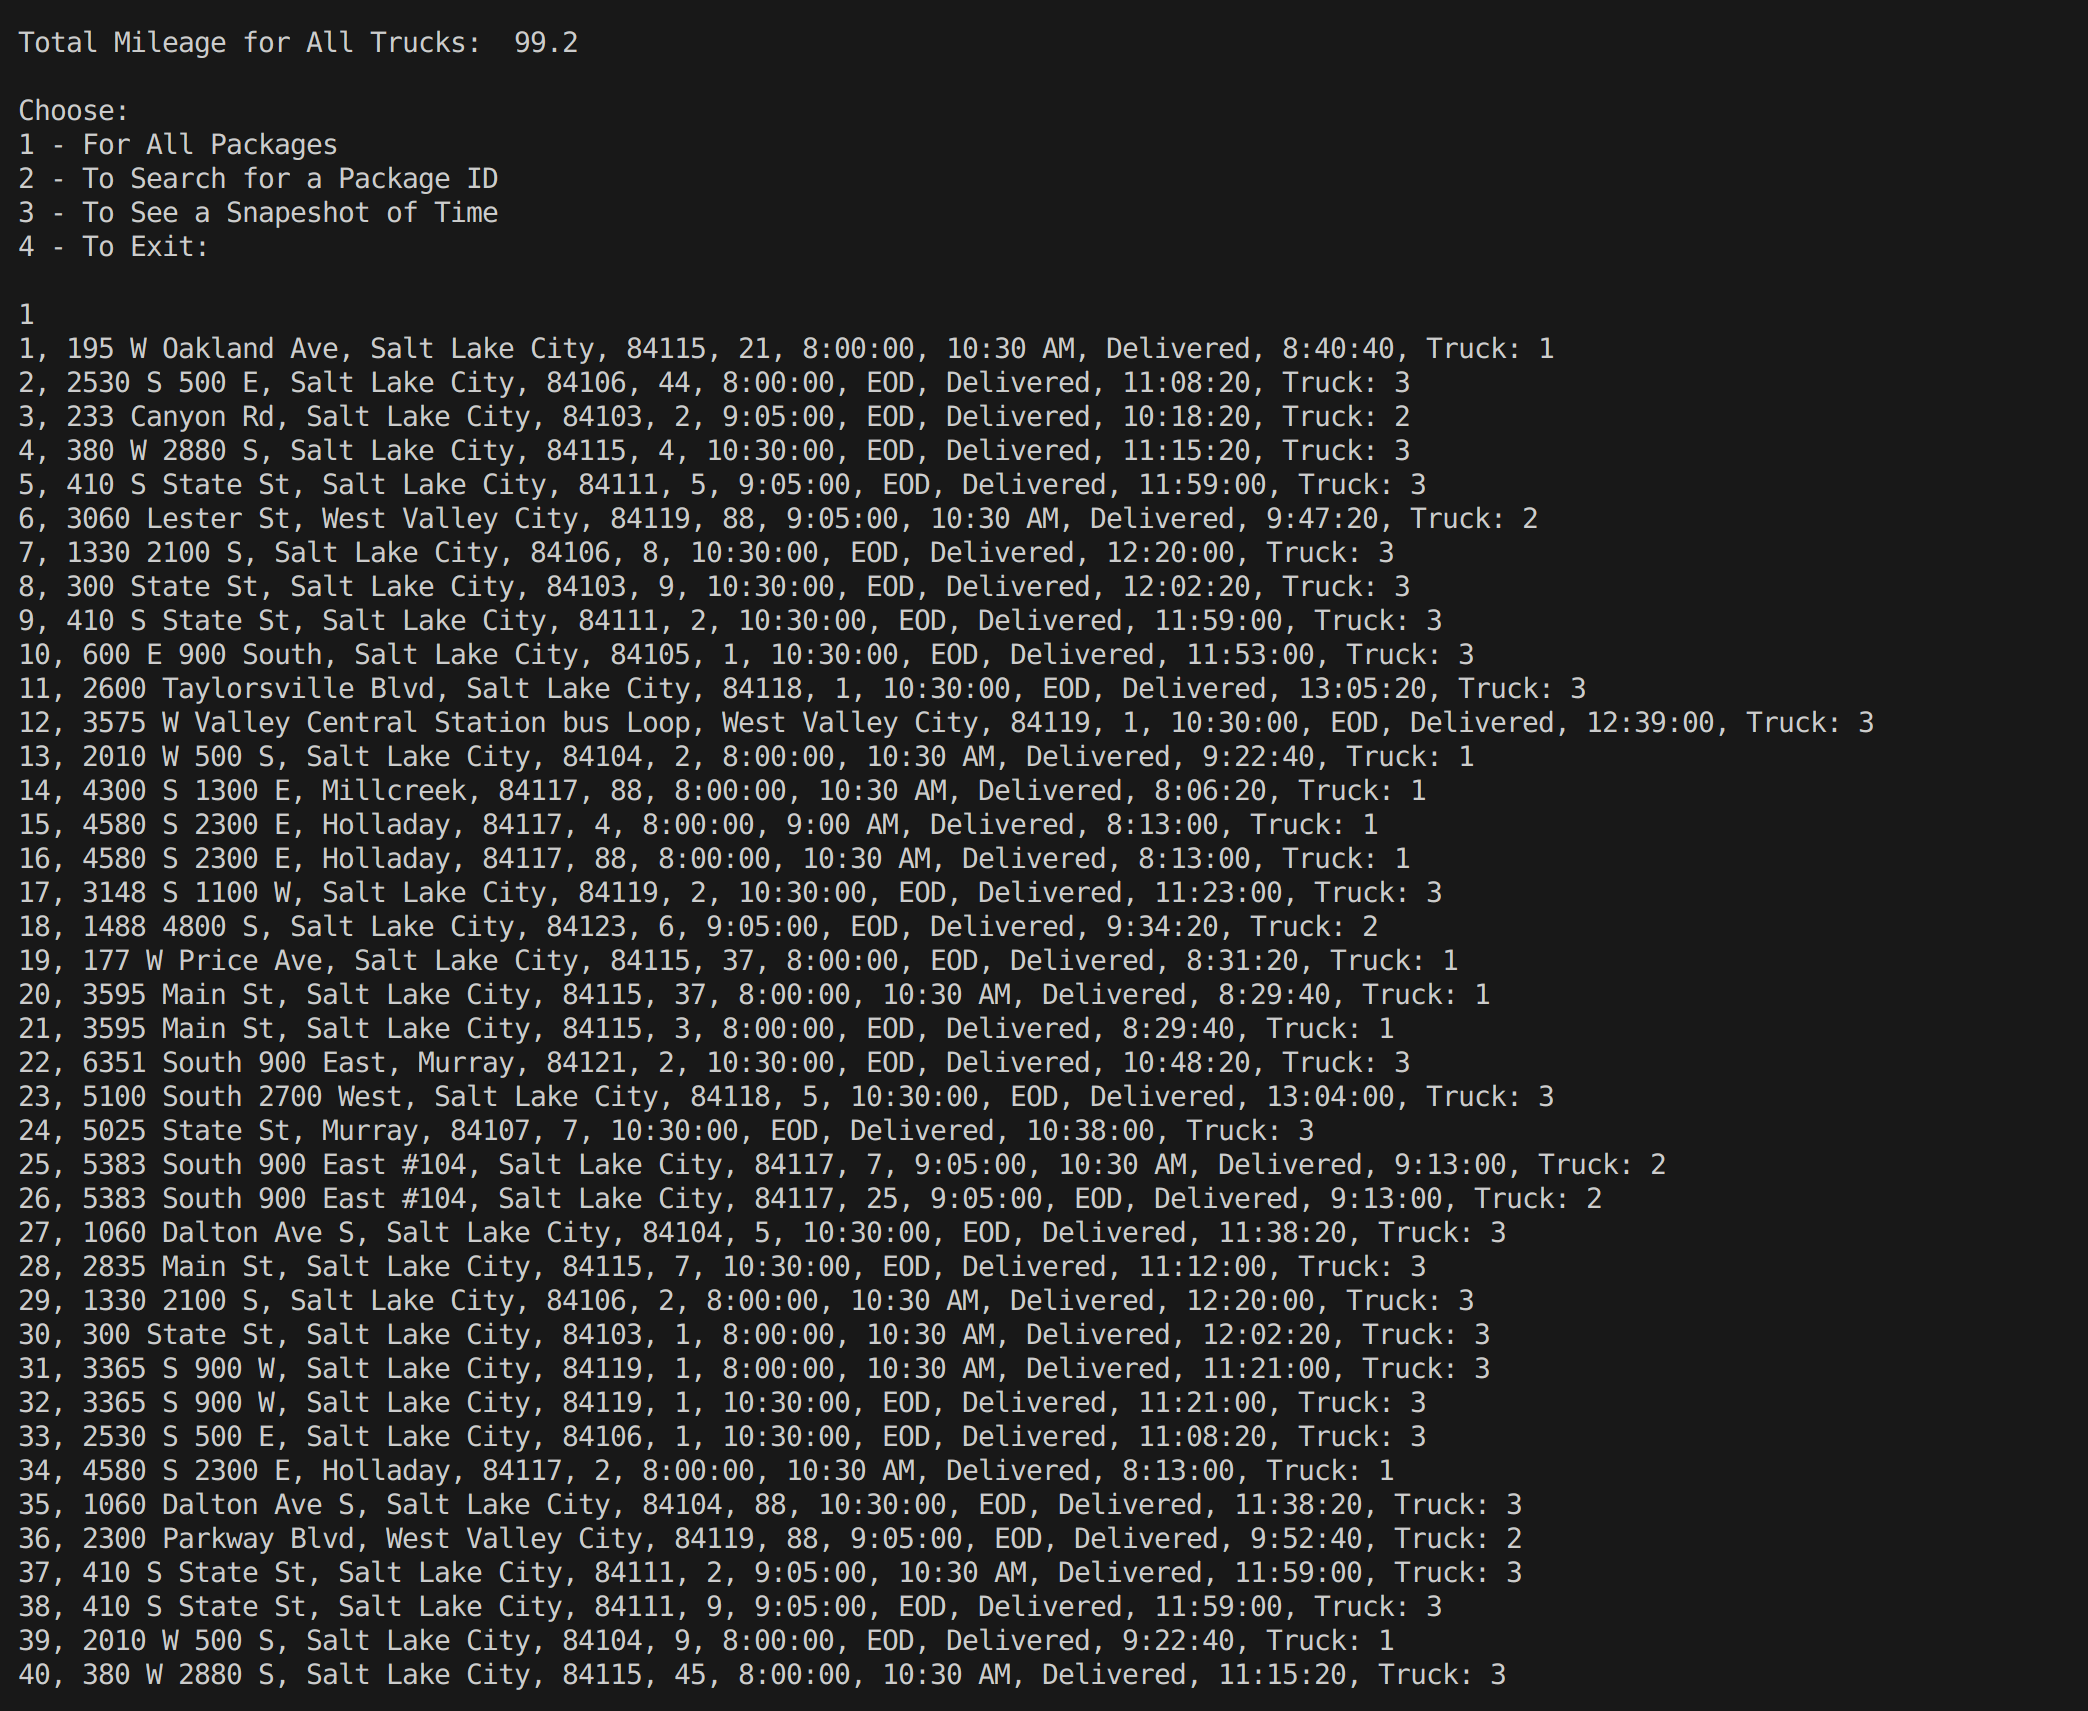 Total Mileage for All Trucks:  99.2
Choose:
1 - For All Packages
2 - To Search for a Package ID
3 - To See a Snapeshot of Time
4 - To Exit:
1
1, 195 W Oakland Ave, Salt Lake City, 84115, 21, 8:00:00, 10:30 AM, Delivered, 8:40:40, Truck: 1
2, 2530 S 500 E, Salt Lake City, 84106, 44, 8:00:00, EOD, Delivered, 11:08:20, Truck: 3
3, 233 Canyon Rd, Salt Lake City, 84103, 2, 9:05:00, EOD, Delivered, 10:18:20, Truck: 2
4, 380 W 2880 S, Salt Lake City, 84115, 4, 10:30:00, EOD, Delivered, 11:15:20, Truck: 3
5, 410 S State St, Salt Lake City, 84111, 5, 9:05:00, EOD, Delivered, 11:59:00, Truck: 3
6, 3060 Lester St, West Valley City, 84119, 88, 9:05:00, 10:30 AM, Delivered, 9:47:20, Truck: 2
7, 1330 2100 S, Salt Lake City, 84106, 8, 10:30:00, EOD, Delivered, 12:20:00, Truck: 3
8, 300 State St, Salt Lake City, 84103, 9, 10:30:00, EOD, Delivered, 12:02:20, Truck: 3
9, 410 S State St, Salt Lake City, 84111, 2, 10:30:00, EOD, Delivered, 11:59:00, Truck: 3
10, 600 E 900 South, Salt Lake City, 84105, 1, 10:30:00, EOD, Delivered, 11:53:00, Truck: 3
11, 2600 Taylorsville Blvd, Salt Lake City, 84118, 1, 10:30:00, EOD, Delivered, 13:05:20, Truck: 3
12, 3575 W Valley Central Station bus Loop, West Valley City, 84119, 1, 10:30:00, EOD, Delivered, 12:39:00, Truck: 3
13, 2010 W 500 S, Salt Lake City, 84104, 2, 8:00:00, 10:30 AM, Delivered, 9:22:40, Truck: 1
14, 4300 S 1300 E, Millcreek, 84117, 88, 8:00:00, 10:30 AM, Delivered, 8:06:20, Truck: 1
15, 4580 S 2300 E, Holladay, 84117, 4, 8:00:00, 9:00 AM, Delivered, 8:13:00, Truck: 1
16, 4580 S 2300 E, Holladay, 84117, 88, 8:00:00, 10:30 AM, Delivered, 8:13:00, Truck: 1
17, 3148 S 1100 W, Salt Lake City, 84119, 2, 10:30:00, EOD, Delivered, 11:23:00, Truck: 3
18, 1488 4800 S, Salt Lake City, 84123, 6, 9:05:00, EOD, Delivered, 9:34:20, Truck: 2
19, 177 W Price Ave, Salt Lake City, 84115, 37, 8:00:00, EOD, Delivered, 8:31:20, Truck: 1
20, 3595 Main St, Salt Lake City, 84115, 37, 8:00:00, 10:30 AM, Delivered, 8:29:40, Truck: 1
21, 3595 Main St, Salt Lake City, 84115, 3, 8:00:00, EOD, Delivered, 8:29:40, Truck: 1
22, 6351 South 900 East, Murray, 84121, 2, 10:30:00, EOD, Delivered, 10:48:20, Truck: 3
23, 5100 South 2700 West, Salt Lake City, 84118, 5, 10:30:00, EOD, Delivered, 13:04:00, Truck: 3
24, 5025 State St, Murray, 84107, 7, 10:30:00, EOD, Delivered, 10:38:00, Truck: 3
25, 5383 South 900 East #104, Salt Lake City, 84117, 7, 9:05:00, 10:30 AM, Delivered, 9:13:00, Truck: 2
26, 5383 South 900 East #104, Salt Lake City, 84117, 25, 9:05:00, EOD, Delivered, 9:13:00, Truck: 2
27, 1060 Dalton Ave S, Salt Lake City, 84104, 5, 10:30:00, EOD, Delivered, 11:38:20, Truck: 3
28, 2835 Main St, Salt Lake City, 84115, 7, 10:30:00, EOD, Delivered, 11:12:00, Truck: 3
29, 1330 2100 S, Salt Lake City, 84106, 2, 8:00:00, 10:30 AM, Delivered, 12:20:00, Truck: 3
30, 300 State St, Salt Lake City, 84103, 1, 8:00:00, 10:30 AM, Delivered, 12:02:20, Truck: 3
31, 3365 S 900 W, Salt Lake City, 84119, 1, 8:00:00, 10:30 AM, Delivered, 11:21:00, Truck: 3
32, 3365 S 900 W, Salt Lake City, 84119, 1, 10:30:00, EOD, Delivered, 11:21:00, Truck: 3
33, 2530 S 500 E, Salt Lake City, 84106, 1, 10:30:00, EOD, Delivered, 11:08:20, Truck: 3
34, 4580 S 2300 E, Holladay, 84117, 2, 8:00:00, 10:30 AM, Delivered, 8:13:00, Truck: 1
35, 1060 Dalton Ave S, Salt Lake City, 84104, 88, 10:30:00, EOD, Delivered, 11:38:20, Truck: 3
36, 2300 Parkway Blvd, West Valley City, 84119, 88, 9:05:00, EOD, Delivered, 9:52:40, Truck: 2
37, 410 S State St, Salt Lake City, 84111, 2, 9:05:00, 10:30 AM, Delivered, 11:59:00, Truck: 3
38, 410 S State St, Salt Lake City, 84111, 9, 9:05:00, EOD, Delivered, 11:59:00, Truck: 3
39, 2010 W 500 S, Salt Lake City, 84104, 9, 8:00:00, EOD, Delivered, 9:22:40, Truck: 1
40, 380 W 2880 S, Salt Lake City, 84115, 45, 8:00:00, 10:30 AM, Delivered, 11:15:20, Truck: 3